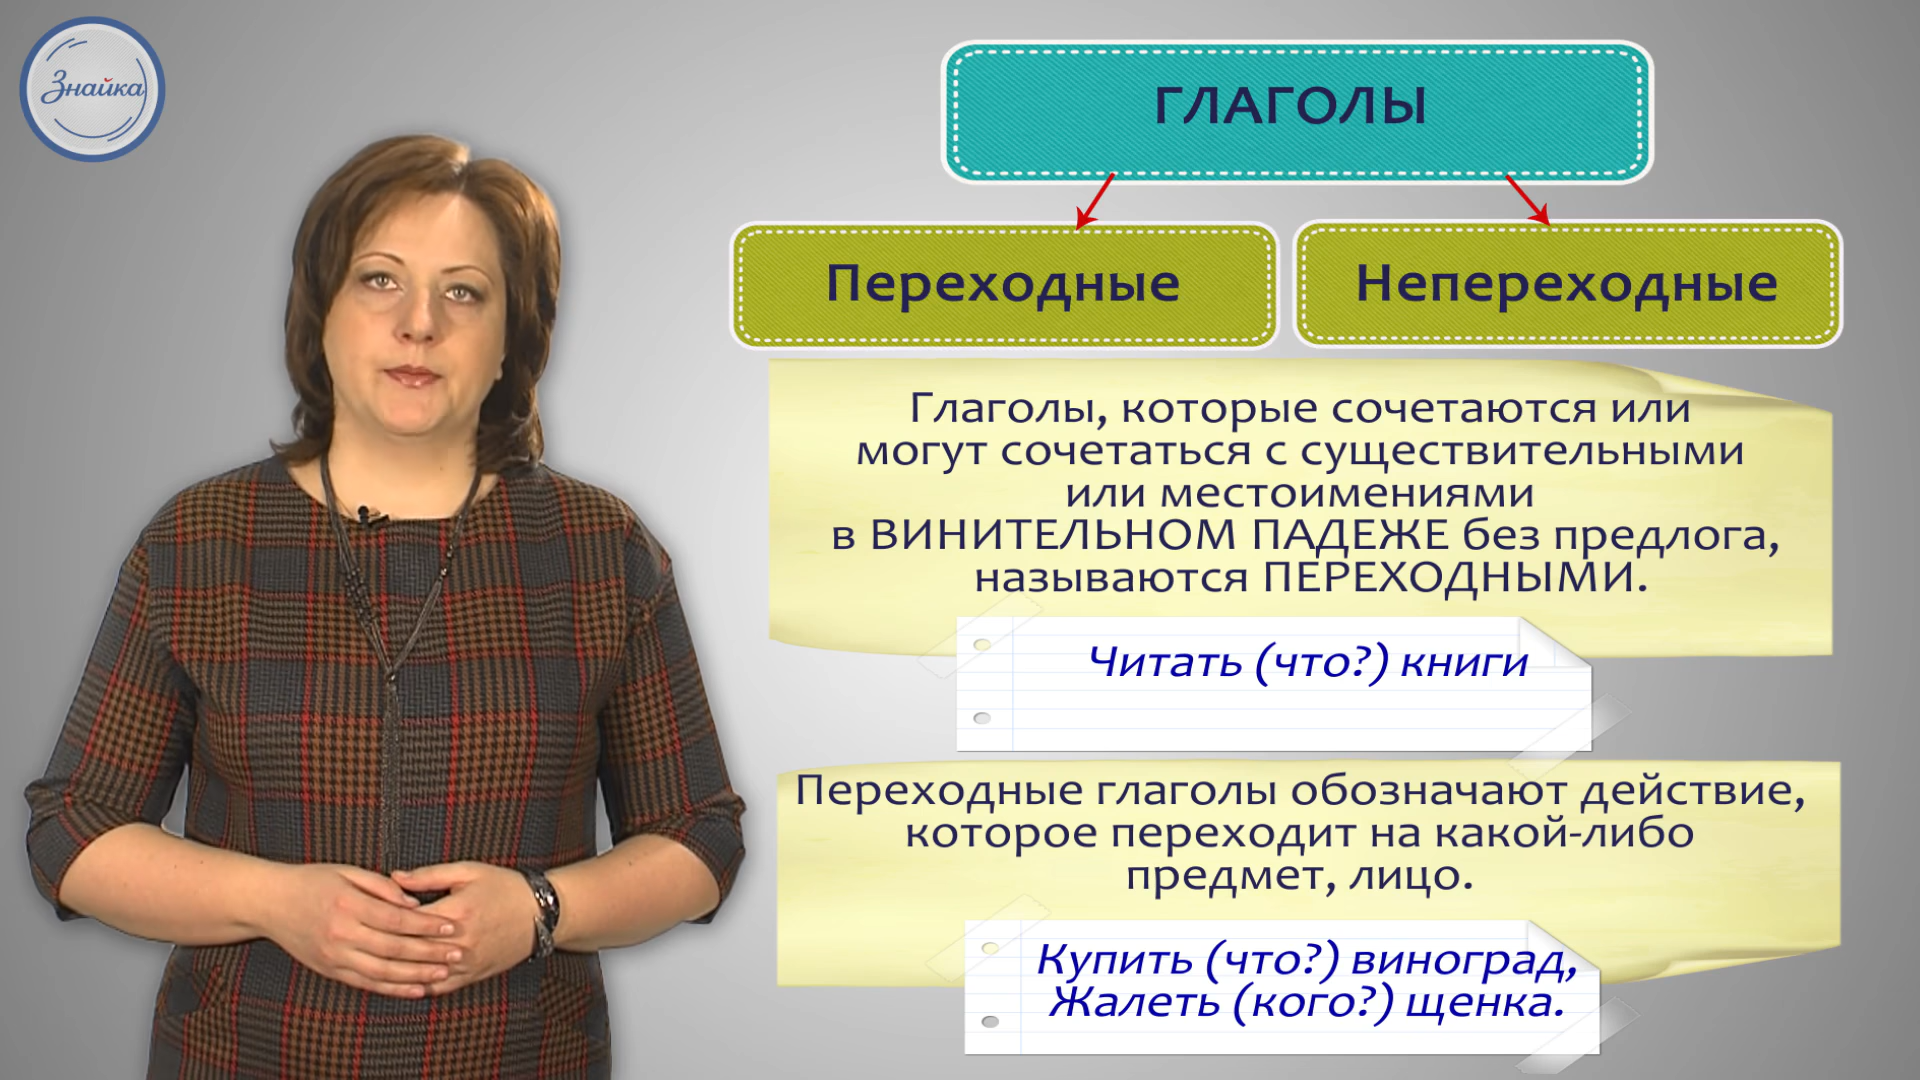 Знайка
ГЛАГОЛЫ
Переходные
Непереходные
Глаголы, которые сочетаются или
могут сочетаться с существительными
или местоимениями
в ВИНИТЕЛЬНОМ ПАДЕЖЕ без предлога,
называются ПЕРЕХОДНЫМИ.
Читать (что?) книги
Переходные глаголы обозначают действие,
которое переходит на какой-либо
предмет, лицо.
Купить (что?) виноград,
Жалеть (кого?) щенка.